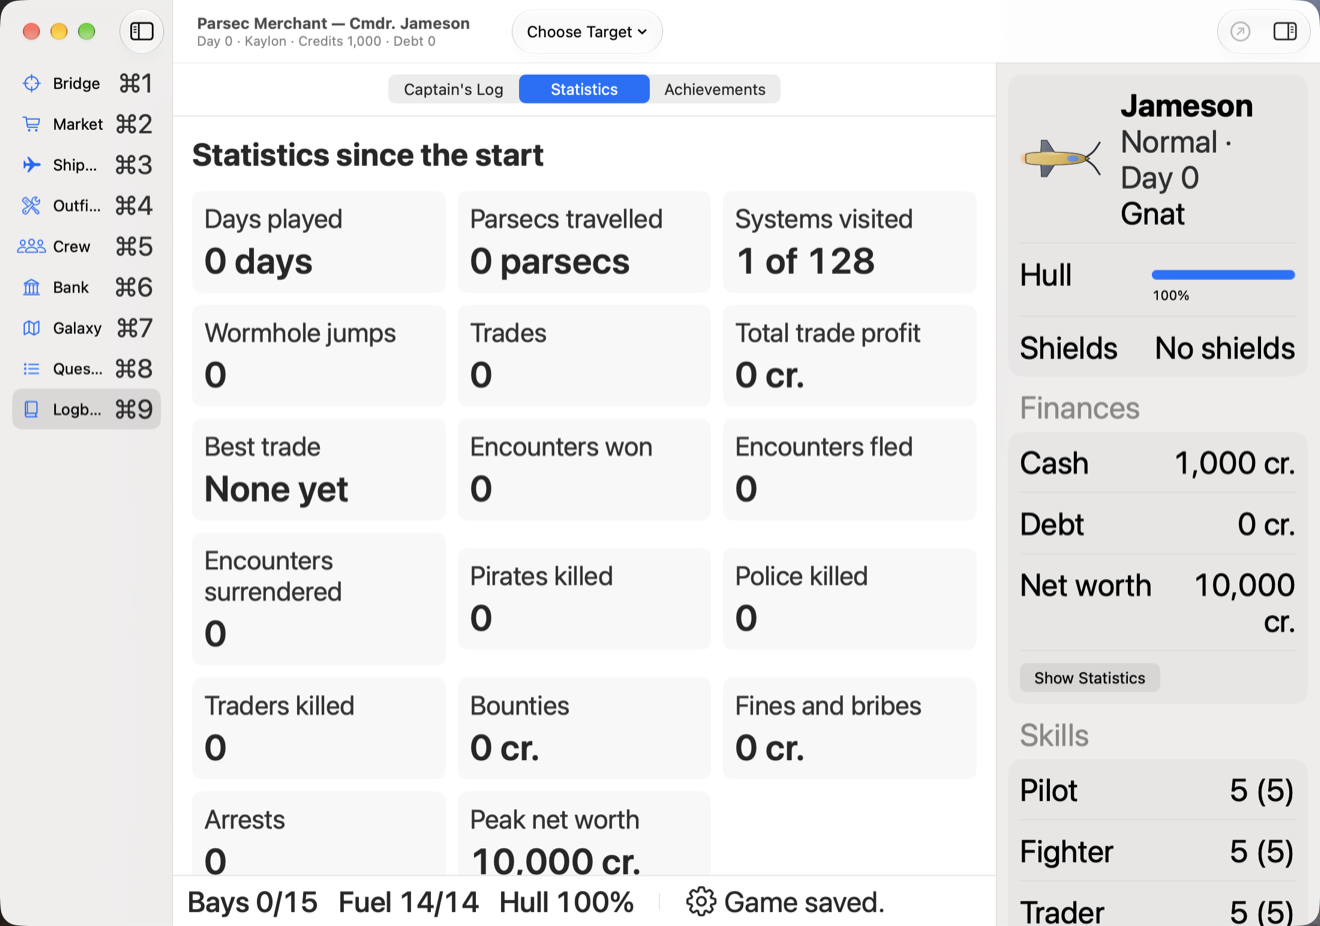 Parsec Merchant — Cmdr. Jameson
Day 0 · Kaylon · Credits 1,000 · Debt 0
Choose Target
Bridge ⌘1
Market ⌘2
Ship... ⌘3
Outfi... ⌘4
Crew ⌘5
Bank ⌘6
Galaxy ⌘7
Ques... ⌘8
Logb... ⌘9
Captain's Log
Statistics
Achievements
Statistics since the start
Days played
0 days
Parsecs travelled
0 parsecs
Systems visited
1 of 128
Wormhole jumps
0
Trades
0
Total trade profit
0 cr.
Best trade
None yet
Encounters won
0
Encounters fled
0
Encounters
surrendered
0
Pirates killed
0
Police killed
0
Traders killed
0
Bounties
0 cr.
Fines and bribes
0 cr.
Arrests
0
Peak net worth
10,000 cr.
Bays 0/15 Fuel 14/14 Hull 100% Game saved.
Jameson
Normal ·
Day 0
Gnat
Hull
100%
Shields No shields
Finances
Cash 1,000 cr.
Debt 0 cr.
Net worth 10,000
cr.
Show Statistics
Skills
Pilot 5 (5)
Fighter 5 (5)
Trader 5 (5)